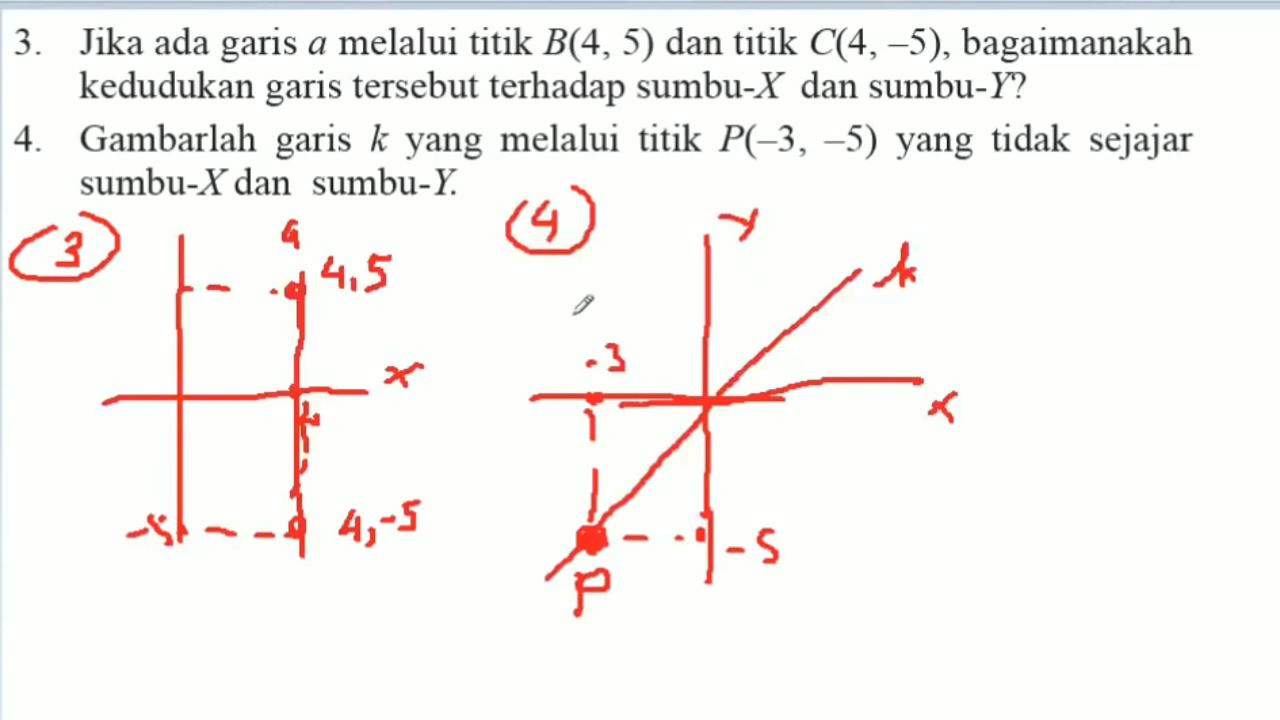 3. Jika ada garis a melalui titik B(4, 5) dan titik C(4, –5), bagaimanakah
kedudukan garis tersebut terhadap sumbu-X dan sumbu-Y?
4. Gambarlah garis k yang melalui titik P(–3, –5) yang tidak sejajar
sumbu-X dan sumbu-Y.
3
4
a
Y
4,5
k
-3
x
x
-5
4,-5
-5
P